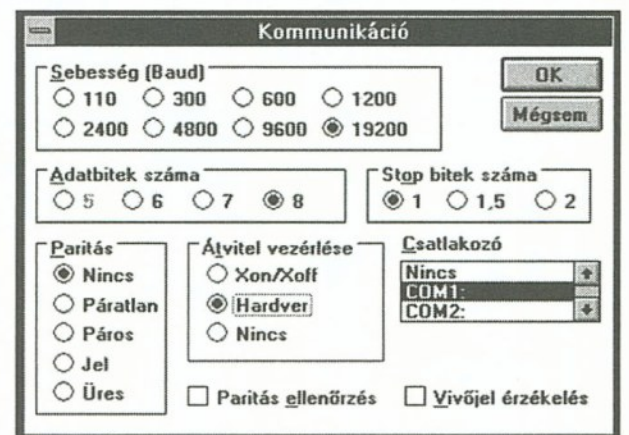 Kommunikáció
Sebesség (Baud)
110 300 600 1200
2400 4800 9600 19200
OK
Mégsem
Adatbitek száma
5 6 7 8
Stop bitek száma
1 1,5 2
Paritás
Nincs
Páratlan
Páros
Jel
Üres
Átvitel vezérlése
Xon/Xoff
Hardver
Nincs
Csatlakozó
Nincs
COM1:
COM2:
Paritás ellenőrzés
Vivőjel érzékelés